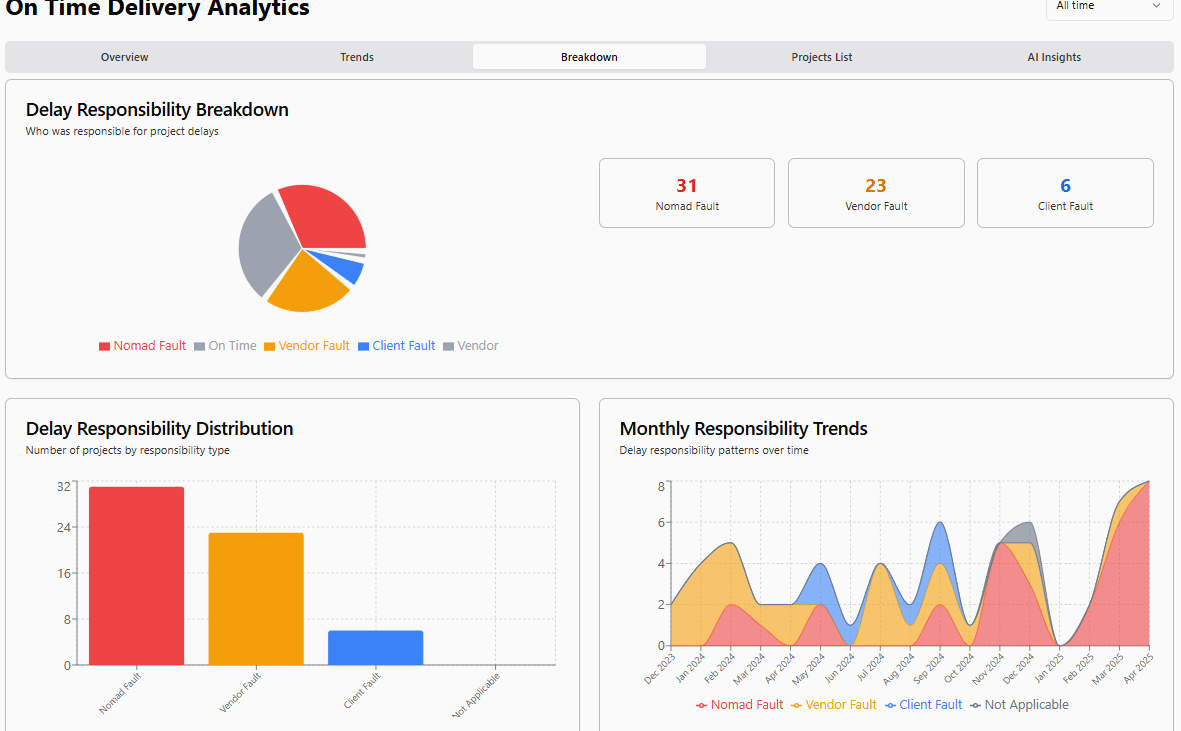 On Time Delivery Analytics
All time
Overview Trends Breakdown Projects List AI Insights
Delay Responsibility Breakdown
Who was responsible for project delays
31
Nomad Fault
23
Vendor Fault
6
Client Fault
Nomad Fault On Time Vendor Fault Client Fault Vendor
Delay Responsibility Distribution
Number of projects by responsibility type
32
24
16
8
0
Nomad Fault Vendor Fault Client Fault Not Applicable
Monthly Responsibility Trends
Delay responsibility patterns over time
8
6
4
2
0
Dec 2023 Jan 2024 Feb 2024 Mar 2024 Apr 2024 May 2024 Jun 2024 Jul 2024 Aug 2024 Sep 2024 Oct 2024 Nov 2024 Dec 2024 Jan 2025 Feb 2025 Mar 2025 Apr 2025
Nomad Fault Vendor Fault Client Fault Not Applicable